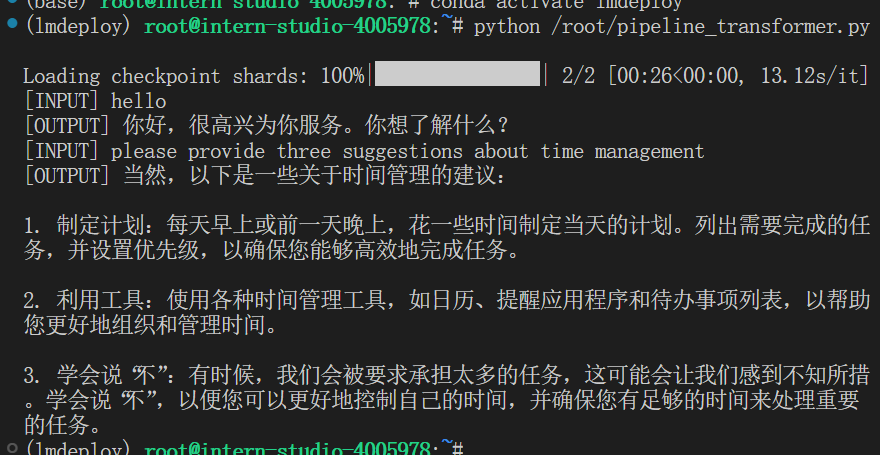 (base) root@intern-studio-4005978:~# conda activate lmdeploy
(lmdeploy) root@intern-studio-4005978:~# python /root/pipeline_transformer.py
Loading checkpoint shards: 100%|██████████| 2/2 [00:26<00:00, 13.12s/it]
[INPUT] hello
[OUTPUT] 你好，很高兴为你服务。你想了解什么？
[INPUT] please provide three suggestions about time management
[OUTPUT] 当然，以下是一些关于时间管理的建议：
1. 制定计划：每天早上或前一天晚上，花一些时间制定当天的计划。列出需要完成的任
务，并设置优先级，以确保您能够高效地完成任务。
2. 利用工具：使用各种时间管理工具，如日历、提醒应用程序和待办事项列表，以帮助
您更好地组织和管理时间。
3. 学会说“不”：有时候，我们会被要求承担太多的任务，这可能会让我们感到不知所措
。学会说“不”，以便您可以更好地控制自己的时间，并确保您有足够的时间来处理重要
的任务。
(lmdeploy) root@intern-studio-4005978:~#